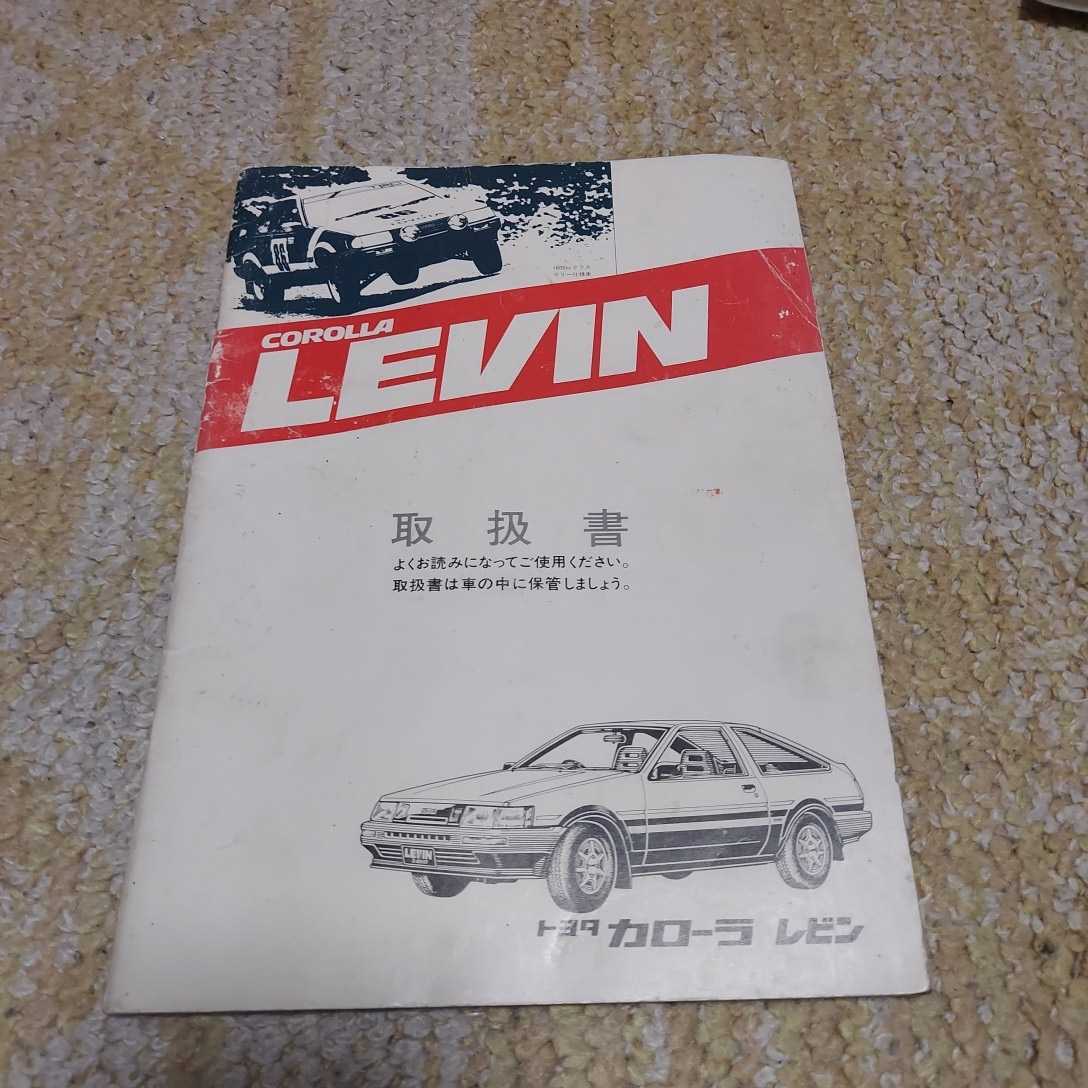 COROLLA
LEVIN
取扱書
よくお読みになってご使用ください。
取扱書は車の中に保管しましょう。
LEVIN
トヨタ カローラ レビン